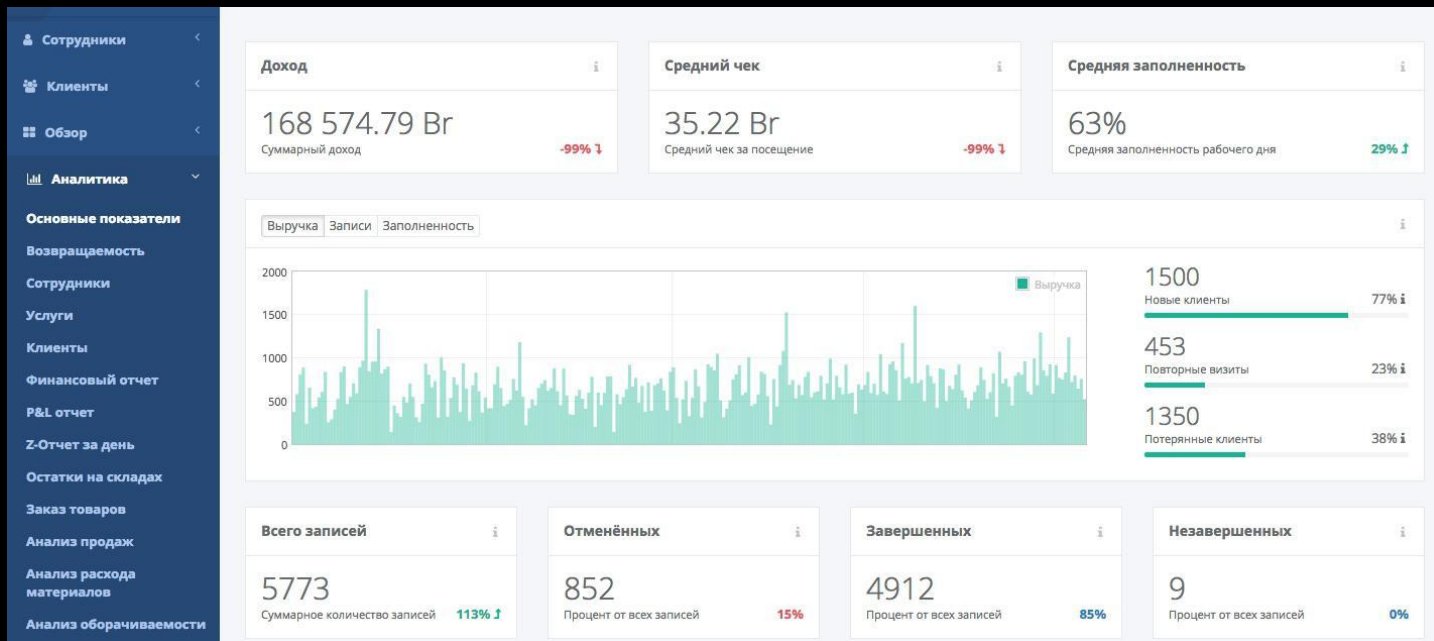 Сотрудники
Клиенты
Обзор
Аналитика
Основные показатели
Возвращаемость
Сотрудники
Услуги
Клиенты
Финансовый отчет
P&L отчет
Z-Отчет за день
Остатки на складах
Заказ товаров
Анализ продаж
Анализ расхода
материалов
Анализ оборачиваемости
Доход
168 574.79 Br
Суммарный доход -99%
Средний чек
35.22 Br
Средний чек за посещение -99%
Средняя заполненность
63%
Средняя заполненность рабочего дня 29%
Выручка Записи Заполненность
2000
1500
1000
500
0
Выручка
1500
Новые клиенты 77%
453
Повторные визиты 23%
1350
Потерянные клиенты 38%
Всего записей
5773
Суммарное количество записей 113%
Отменённых
852
Процент от всех записей 15%
Завершенных
4912
Процент от всех записей 85%
Незавершенных
9
Процент от всех записей 0%